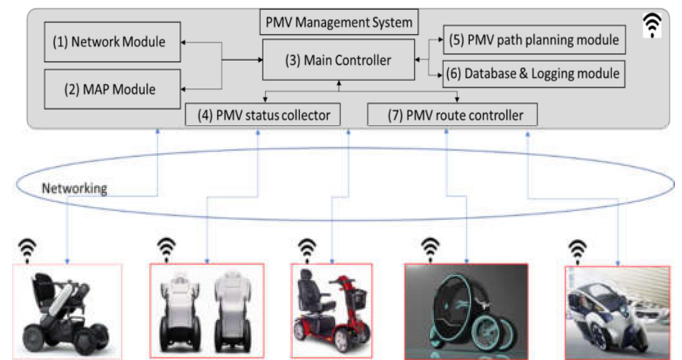 PMV Management System
(1) Network Module
(2) MAP Module
(3) Main Controller
(5) PMV path planning module
(6) Database & Logging module
(4) PMV status collector
(7) PMV route controller
Networking